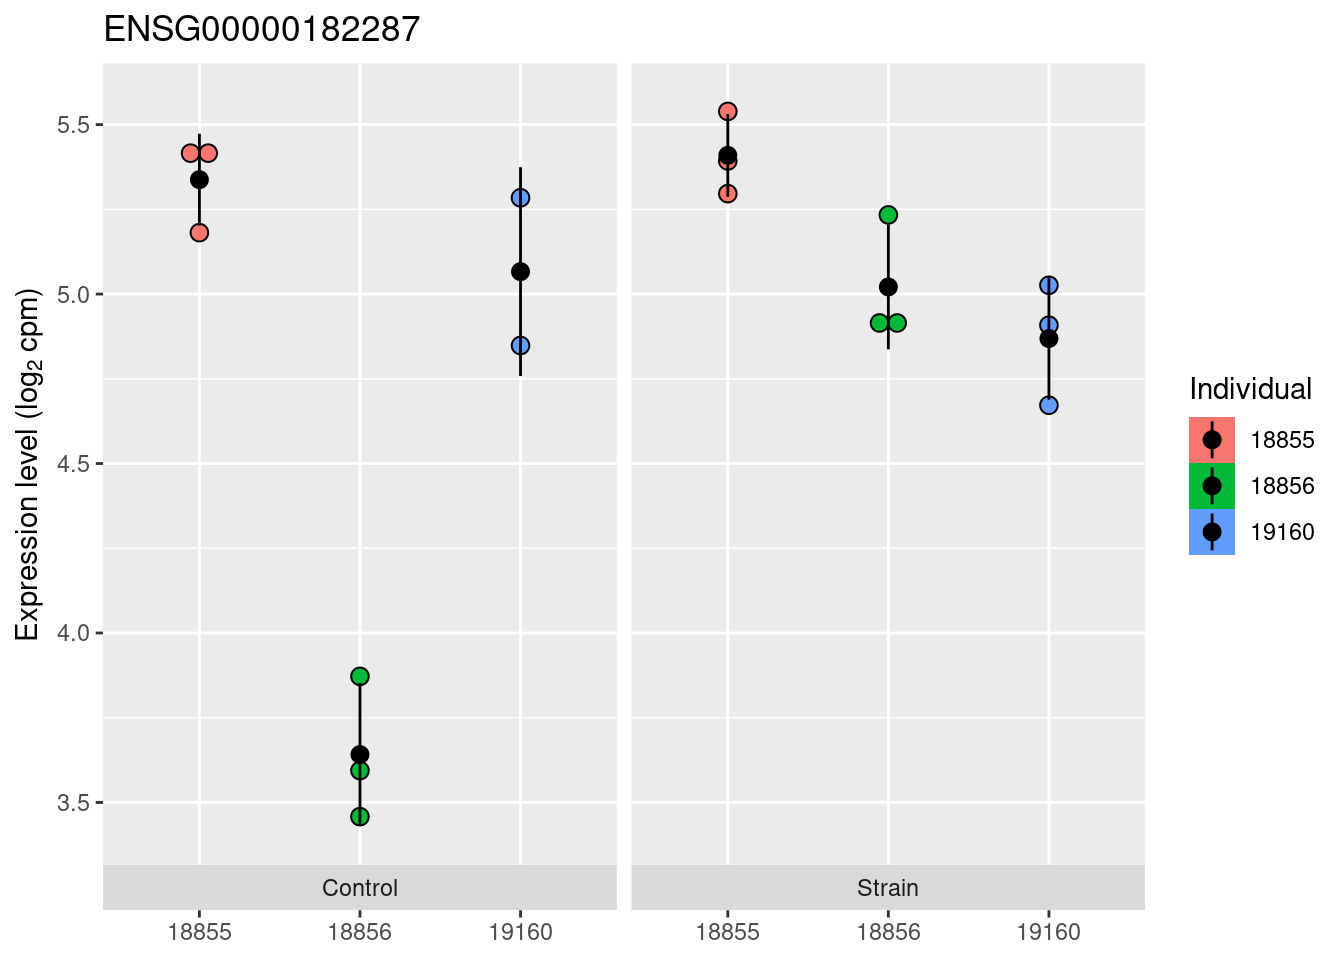 ENSG00000182287
Expression level (log₂ cpm)
5.5
5.0
4.5
4.0
3.5
Control
Strain
18855
18856
19160
18855
18856
19160
Individual
18855
18856
19160